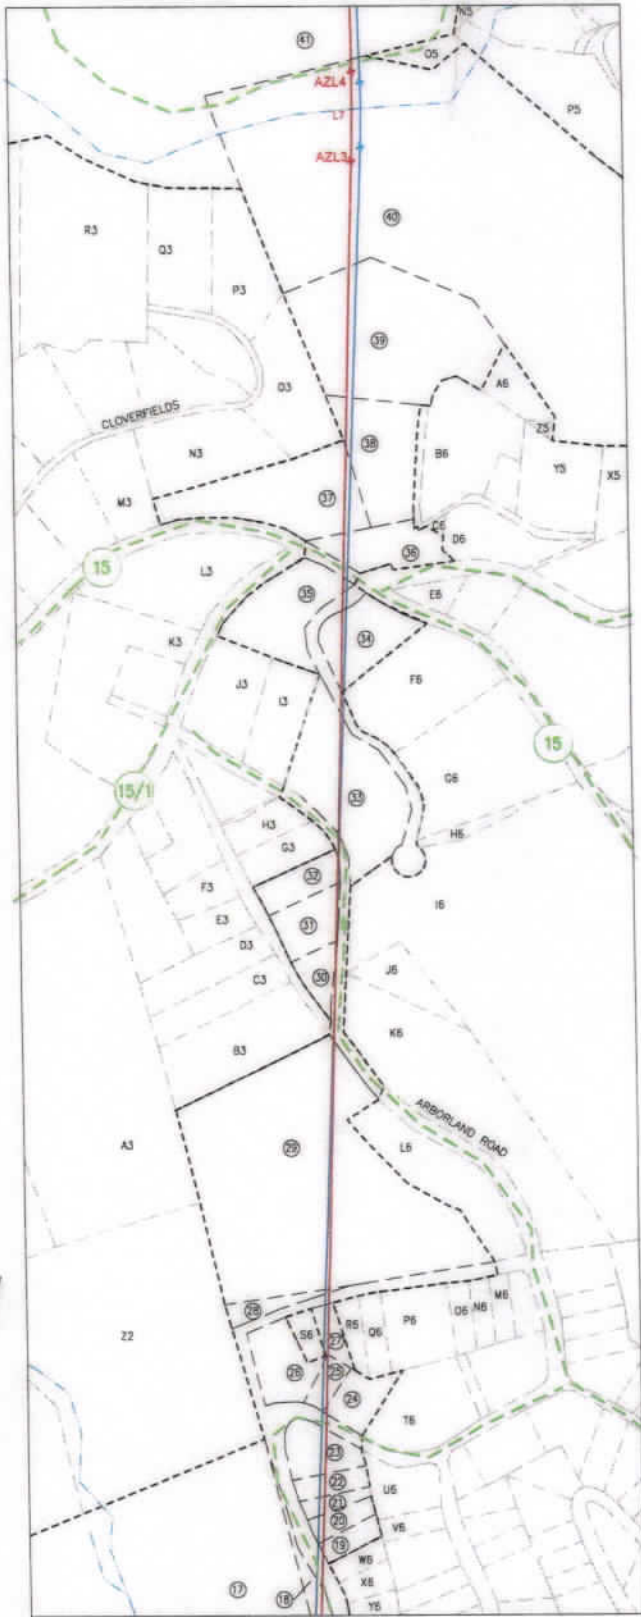 N5
41
O5
AZL4
L7
P5
AZL3
40
R3
Q3
P3
39
O3
A6
CLOVERFIELDS
Z5
38
N3
B6
Y5
X5
37
M3
C6
D6
36
15
L3
E6
35
34
K3
F6
J3
I3
15
G6
15/1
33
H3
H6
G3
32
F3
I6
E3
31
D3
J6
C3
30
K6
B3
ARBORLAND ROAD
A3
29
L6
M6
28
N6
O6
P6
Z2
S6
27
R6
Q6
26
25
24
T6
23
22
U6
21
20
V6
19
W6
17
18
X6
Y6